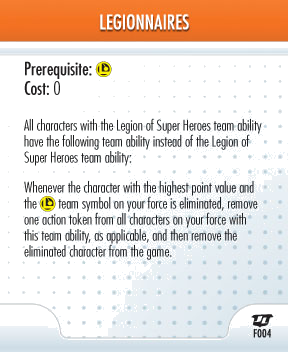 LEGIONNAIRES
Prerequisite:
Cost: 0
All characters with the Legion of Super Heroes team ability
have the following team ability instead of the Legion of
Super Heroes team ability:
Whenever the character with the highest point value and
the team symbol on your force is eliminated, remove
one action token from all characters on your force with
this team ability, as applicable, and then remove the
eliminated character from the game.
F004